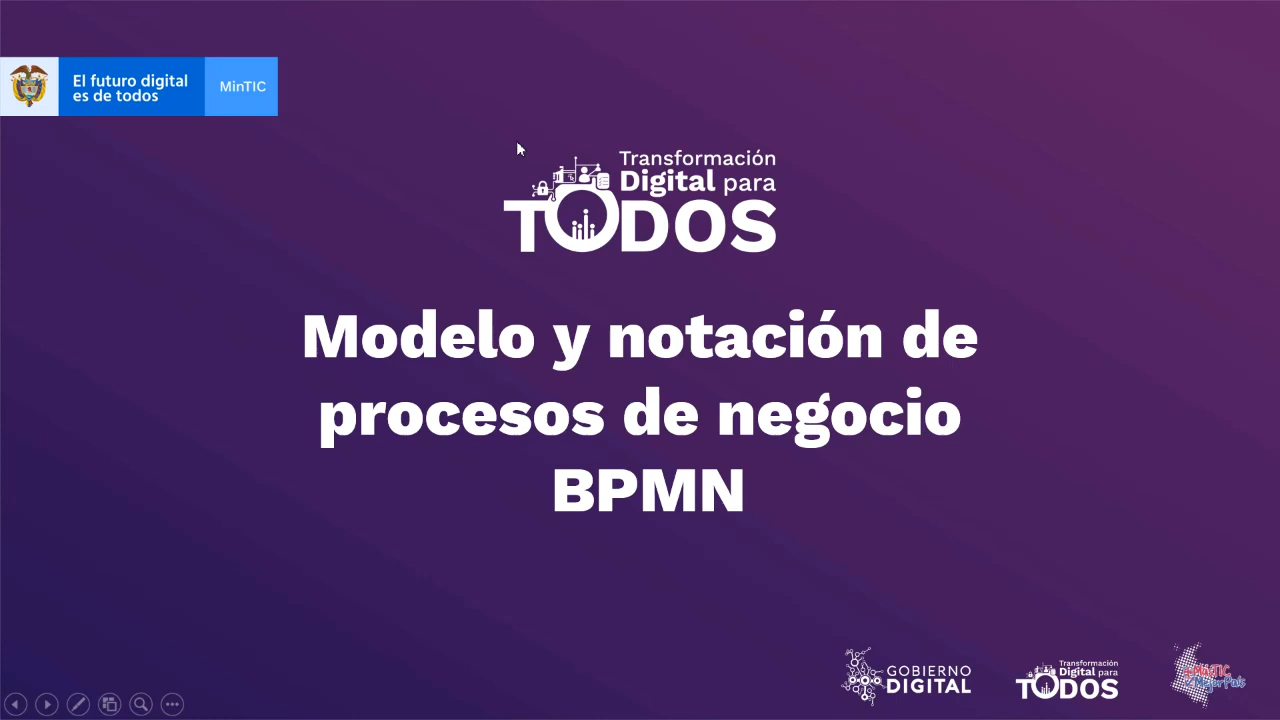 El futuro digital
es de todos
MinTIC
Transformación
Digital para
TODOS
Modelo y notación de
procesos de negocio
BPMN
GOBIERNO
DIGITAL
Transformación
Digital para
TODOS